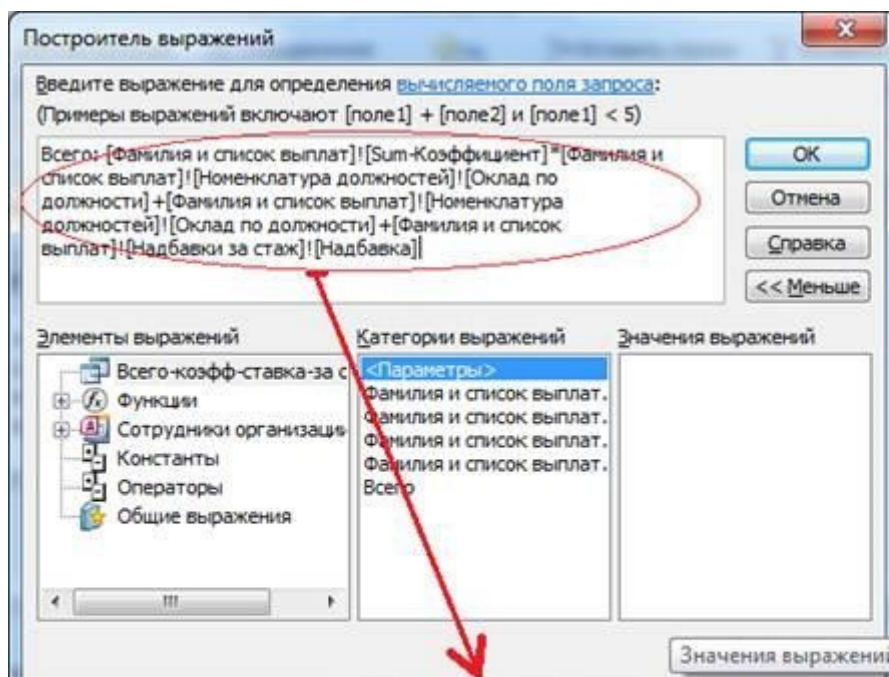 Построитель выражений
Введите выражение для определения вычисляемого поля запроса:
(Примеры выражений включают [поле1] + [поле2] и [поле1] < 5)
Всего: [Фамилия и список выплат]![Sum-Коэффициент]*[Фамилия и
список выплат]![Номенклатура должностей]![Оклад по
должности]+[Фамилия и список выплат]![Номенклатура
должностей]![Оклад по должности]+[Фамилия и список
выплат]![Надбавки за стаж]![Надбавка]
ОК
Отмена
Справка
<< Меньше
Элементы выражений
Всего-коэфф-ставка-за с
Функции
Сотрудники организаци
Константы
Операторы
Общие выражения
Категории выражений
<Параметры>
Фамилия и список выплат.
Фамилия и список выплат.
Фамилия и список выплат.
Фамилия и список выплат.
Всего
Значения выражений
Значения выражений